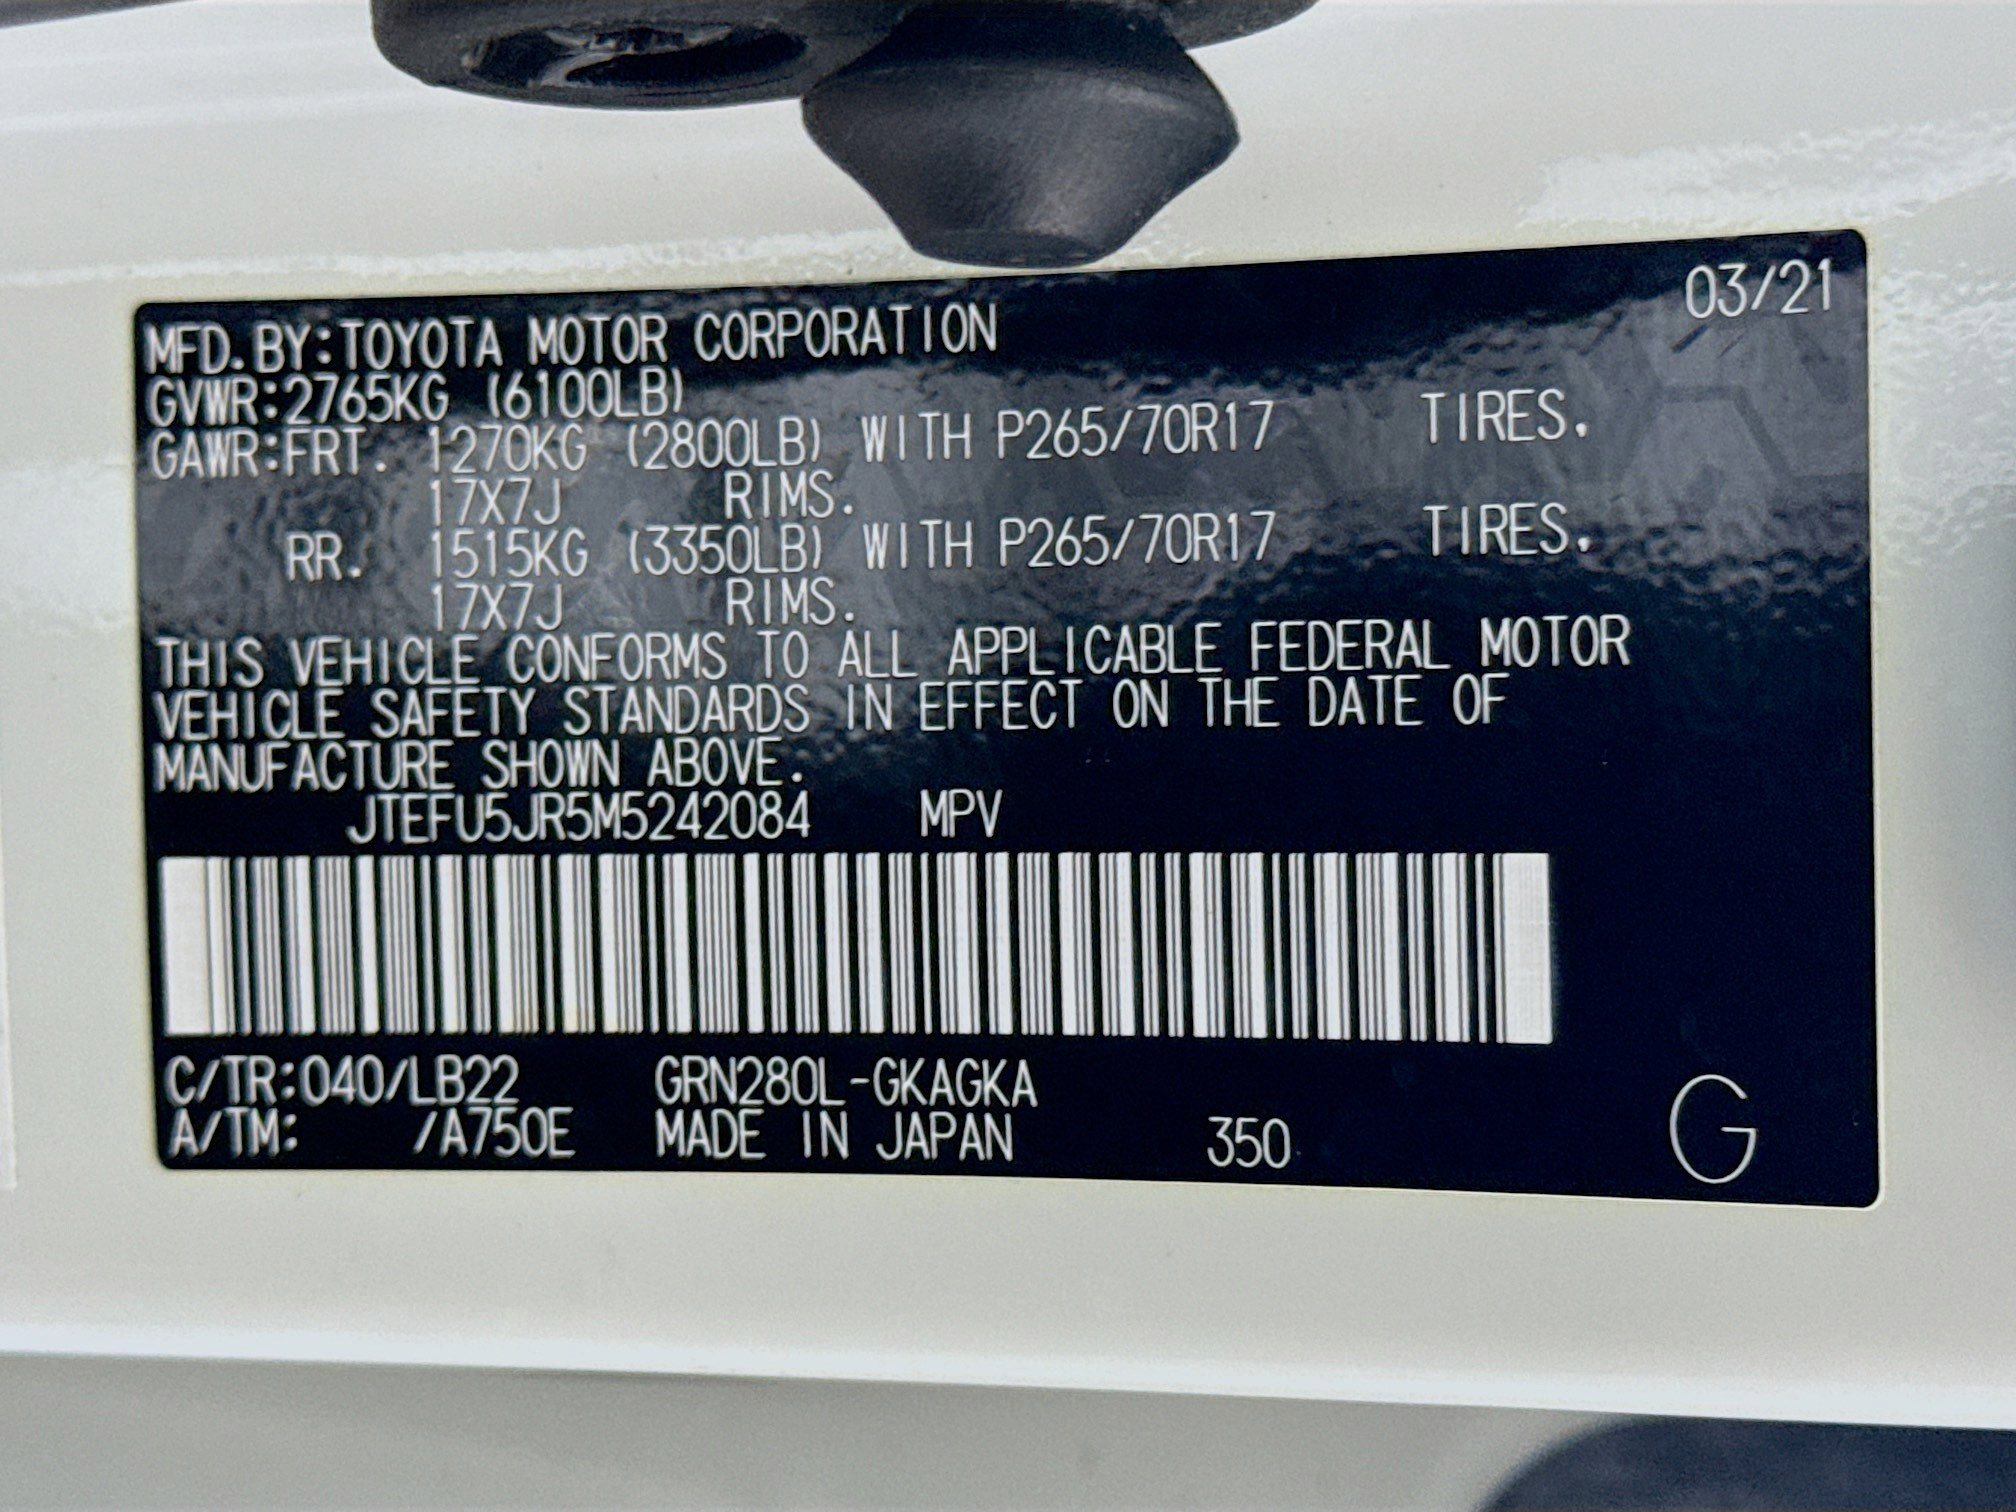 03/21
MFD.BY:TOYOTA MOTOR CORPORATION
GVWR:2765KG (6100LB)
GAWR:FRT. 1270KG (2800LB) WITH P265/70R17 TIRES.
17X7J RIMS.
RR. 1515KG (3350LB) WITH P265/70R17 TIRES.
17X7J RIMS.
THIS VEHICLE CONFORMS TO ALL APPLICABLE FEDERAL MOTOR
VEHICLE SAFETY STANDARDS IN EFFECT ON THE DATE OF
MANUFACTURE SHOWN ABOVE.
JTEFU5JR5M5242084 MPV
C/TR:040/LB22 GRN280L-GKAGKA
A/TM: /A750E MADE IN JAPAN 350 G